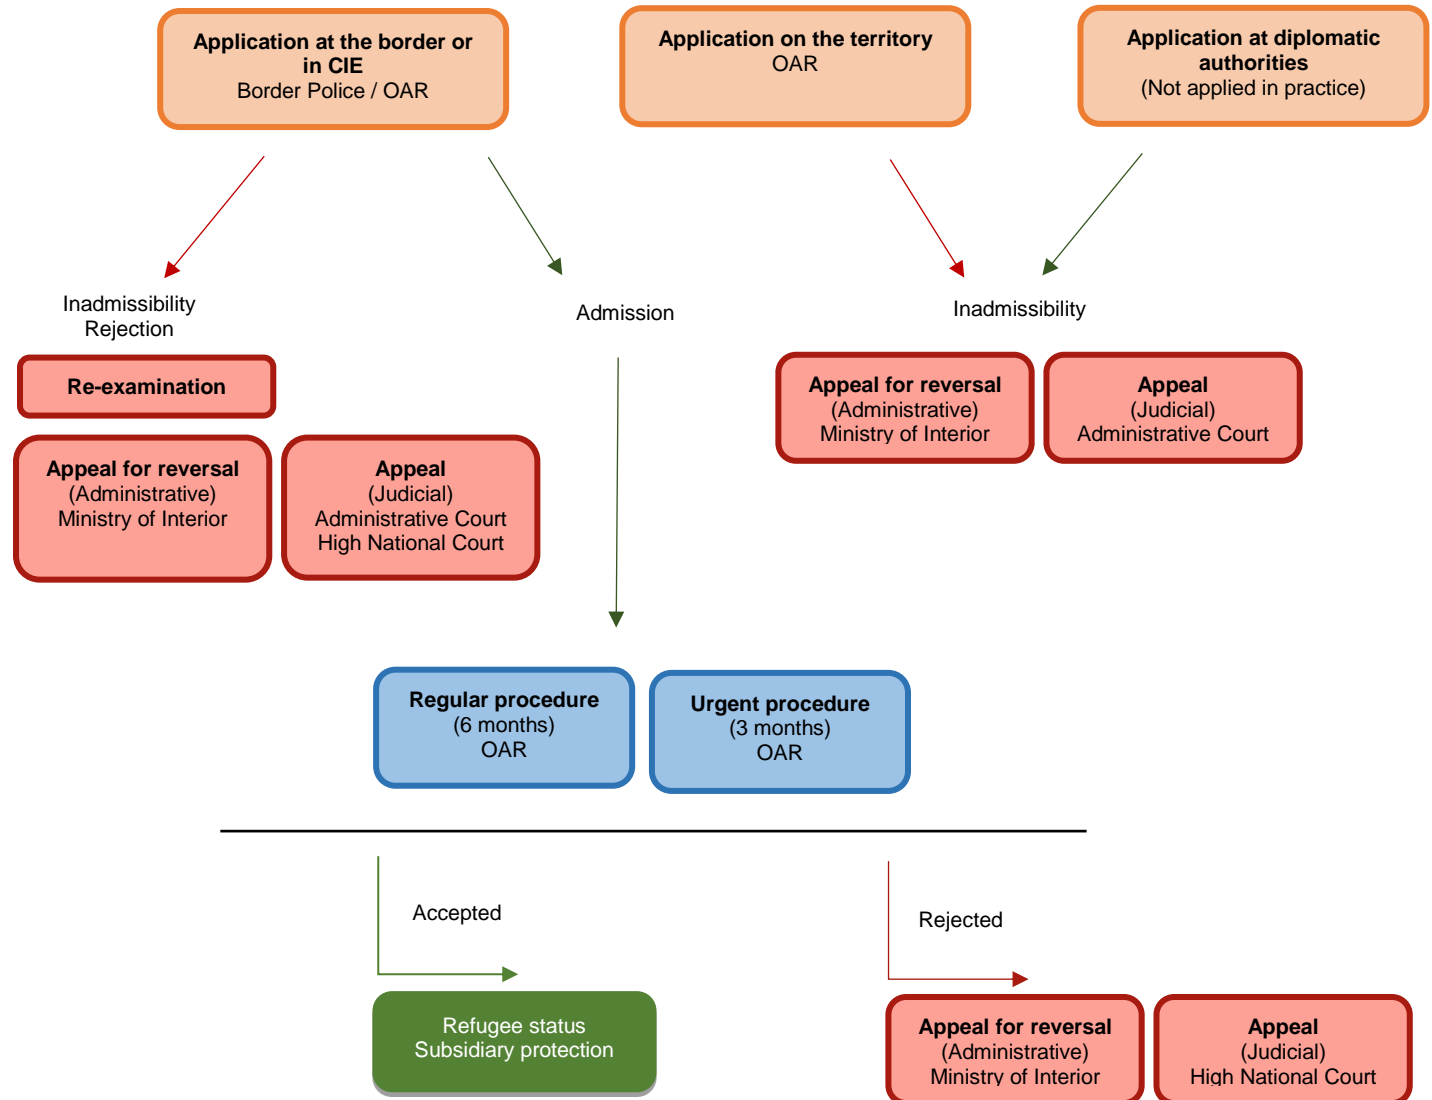 Application at the border or
in CIE
Border Police / OAR
Application on the territory
OAR
Application at diplomatic
authorities
(Not applied in practice)
Inadmissibility
Rejection
Admission
Inadmissibility
Re-examination
Appeal for reversal
(Administrative)
Ministry of Interior
Appeal
(Judicial)
Administrative Court
High National Court
Appeal for reversal
(Administrative)
Ministry of Interior
Appeal
(Judicial)
Administrative Court
Regular procedure
(6 months)
OAR
Urgent procedure
(3 months)
OAR
Accepted
Rejected
Refugee status
Subsidiary protection
Appeal for reversal
(Administrative)
Ministry of Interior
Appeal
(Judicial)
High National Court